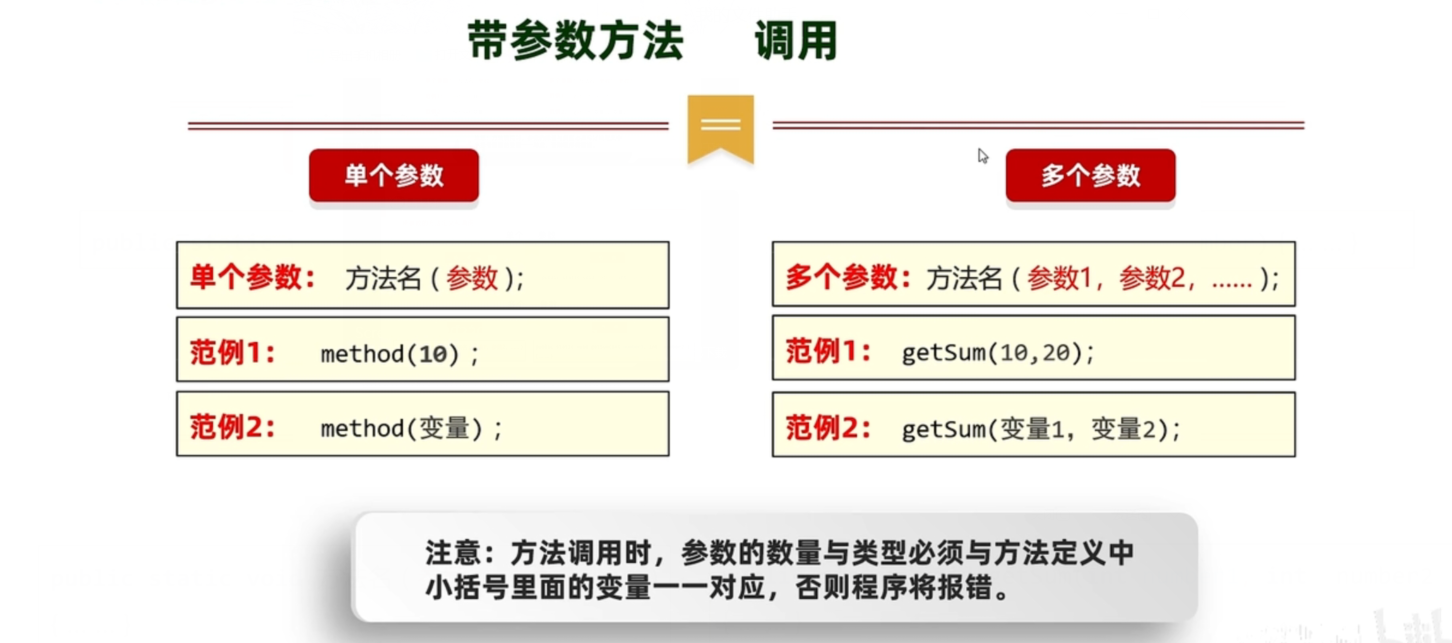 带参数方法 调用
单个参数
多个参数
单个参数： 方法名 ( 参数 );
范例1： method(10) ;
范例2： method(变量) ;
多个参数：方法名 ( 参数1，参数2，…… );
范例1： getSum(10,20);
范例2： getSum(变量1，变量2);
注意：方法调用时，参数的数量与类型必须与方法定义中
小括号里面的变量一一对应，否则程序将报错。